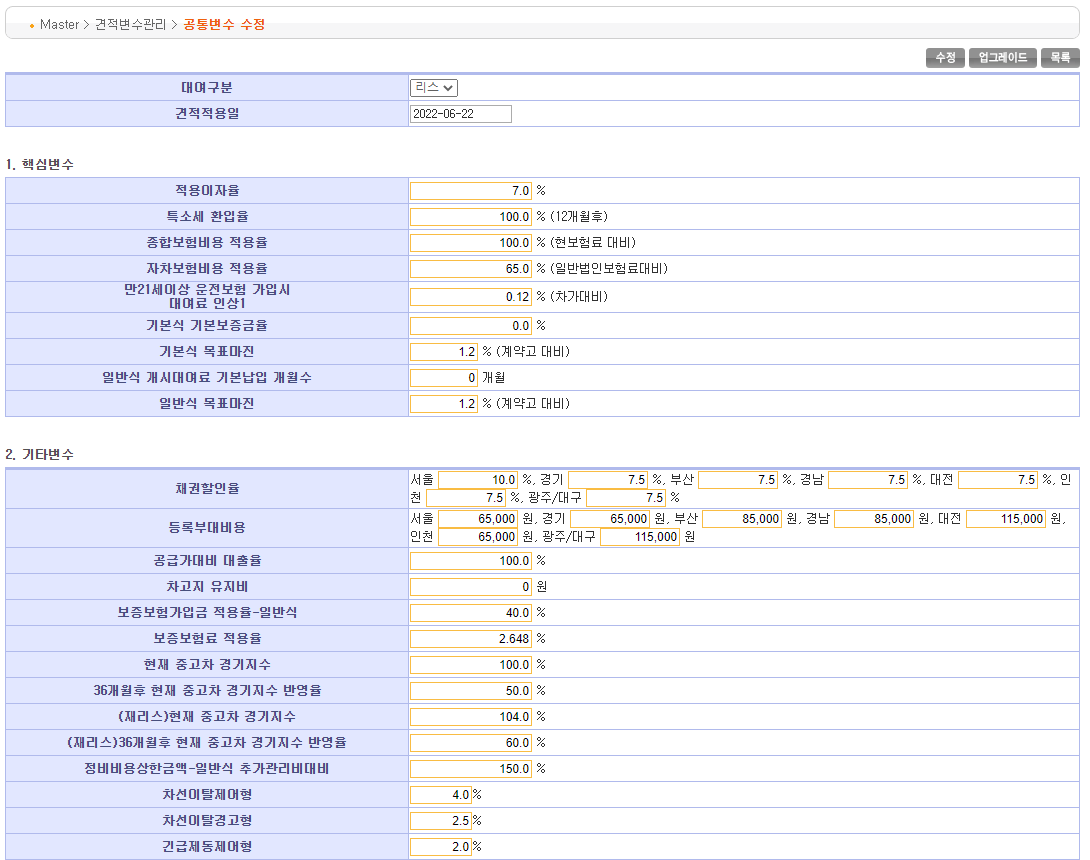 Master > 견적변수관리 > 공통변수 수정
수정 업그레이드 목록
대여구분 리스
견적적용일 2022-06-22
1. 핵심변수
적용이자율 7.0 %
특소세 환입율 100.0 % (12개월후)
종합보험비용 적용율 100.0 % (현보험료 대비)
자차보험비용 적용율 65.0 % (일반법인보험료대비)
만21세이상 운전보험 가입시
대여료 인상1 0.12 % (차가대비)
기본식 기본보증금율 0.0 %
기본식 목표마진 1.2 % (계약고 대비)
일반식 개시대여료 기본납입 개월수 0 개월
일반식 목표마진 1.2 % (계약고 대비)
2. 기타변수
채권할인율 서울 10.0 %, 경기 7.5 %, 부산 7.5 %, 경남 7.5 %, 대전 7.5 %, 인
천 7.5 %, 광주/대구 7.5 %
등록부대비용 서울 65,000 원, 경기 65,000 원, 부산 85,000 원, 경남 85,000 원, 대전 115,000 원,
인천 65,000 원, 광주/대구 115,000 원
공급가대비 대출율 100.0 %
차고지 유지비 0 원
보증보험가입금 적용율-일반식 40.0 %
보증보험료 적용율 2.648 %
현재 중고차 경기지수 100.0 %
36개월후 현재 중고차 경기지수 반영율 50.0 %
(재리스)현재 중고차 경기지수 104.0 %
(재리스)36개월후 현재 중고차 경기지수 반영율 60.0 %
정비비용상한금액-일반식 추가관리비대비 150.0 %
차선이탈제어형 4.0 %
차선이탈경고형 2.5 %
긴급제동제어형 2.0 %